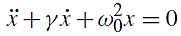 ẍ + γẋ + ω₀²x = 0